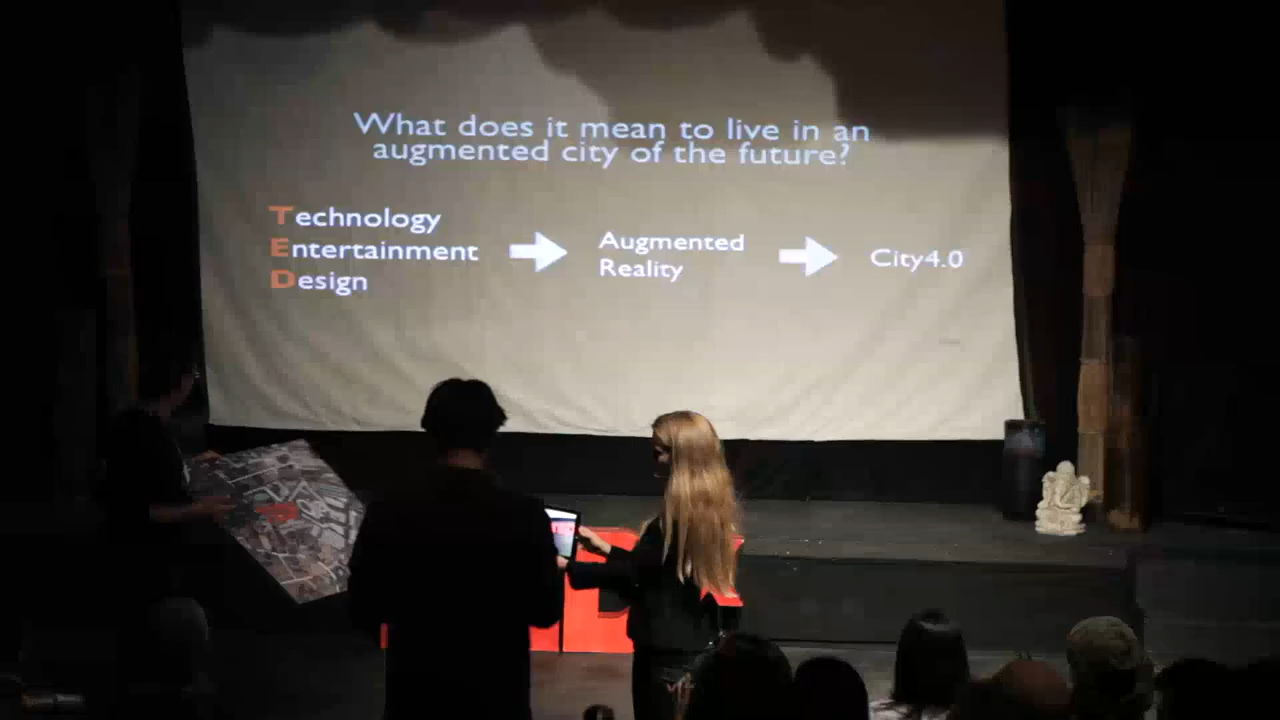 What does it mean to live in an
augmented city of the future?
Technology
Entertainment
Design
Augmented
Reality
City4.0